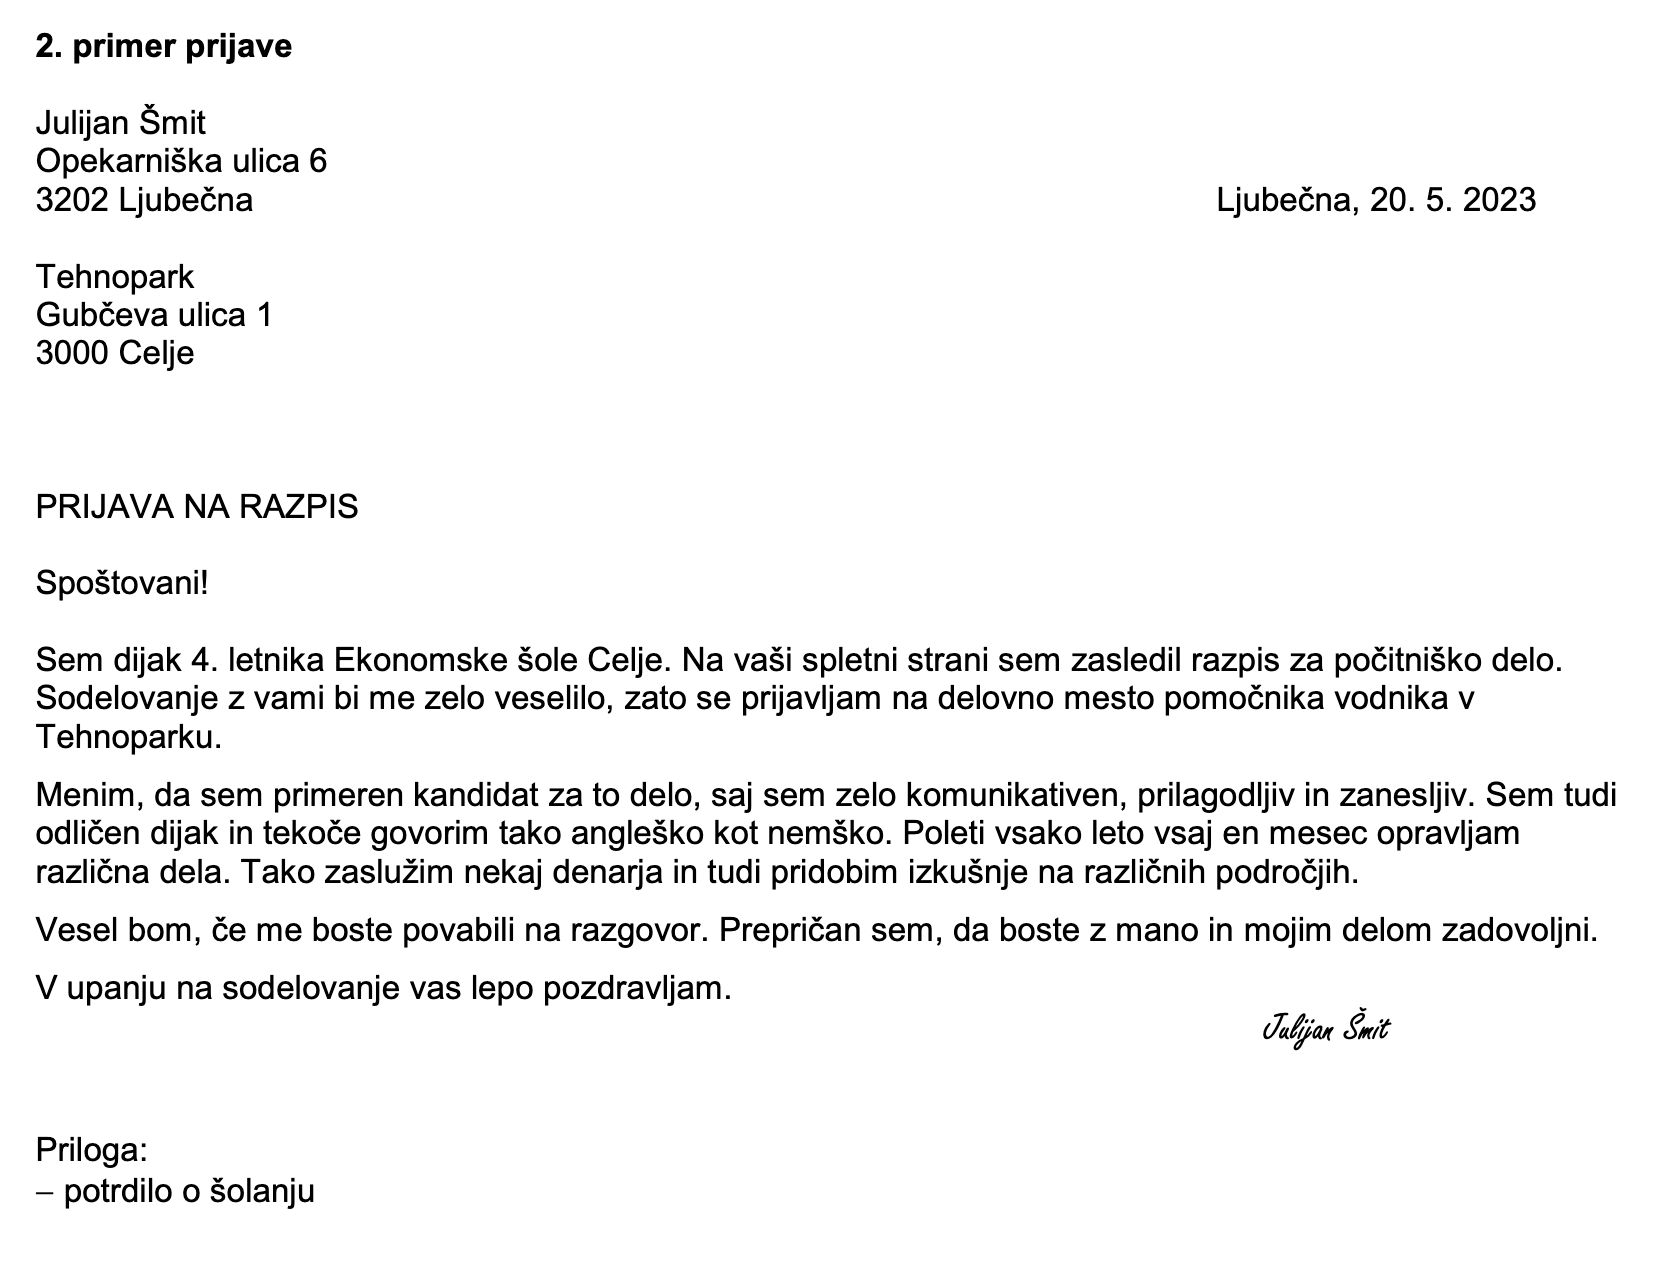 2. primer prijave
Julijan Šmit
Opekarniška ulica 6
3202 Ljubečna
Ljubečna, 20. 5. 2023
Tehnopark
Gubčeva ulica 1
3000 Celje
PRIJAVA NA RAZPIS
Spoštovani!
Sem dijak 4. letnika Ekonomske šole Celje. Na vaši spletni strani sem zasledil razpis za počitniško delo.
Sodelovanje z vami bi me zelo veselilo, zato se prijavljam na delovno mesto pomočnika vodnika v
Tehnoparku.
Menim, da sem primeren kandidat za to delo, saj sem zelo komunikativen, prilagodljiv in zanesljiv. Sem tudi
odličen dijak in tekoče govorim tako angleško kot nemško. Poleti vsako leto vsaj en mesec opravljam
različna dela. Tako zaslužim nekaj denarja in tudi pridobim izkušnje na različnih področjih.
Vesel bom, če me boste povabili na razgovor. Prepričan sem, da boste z mano in mojim delom zadovoljni.
V upanju na sodelovanje vas lepo pozdravljam.
Julijan Šmit
Priloga:
– potrdilo o šolanju